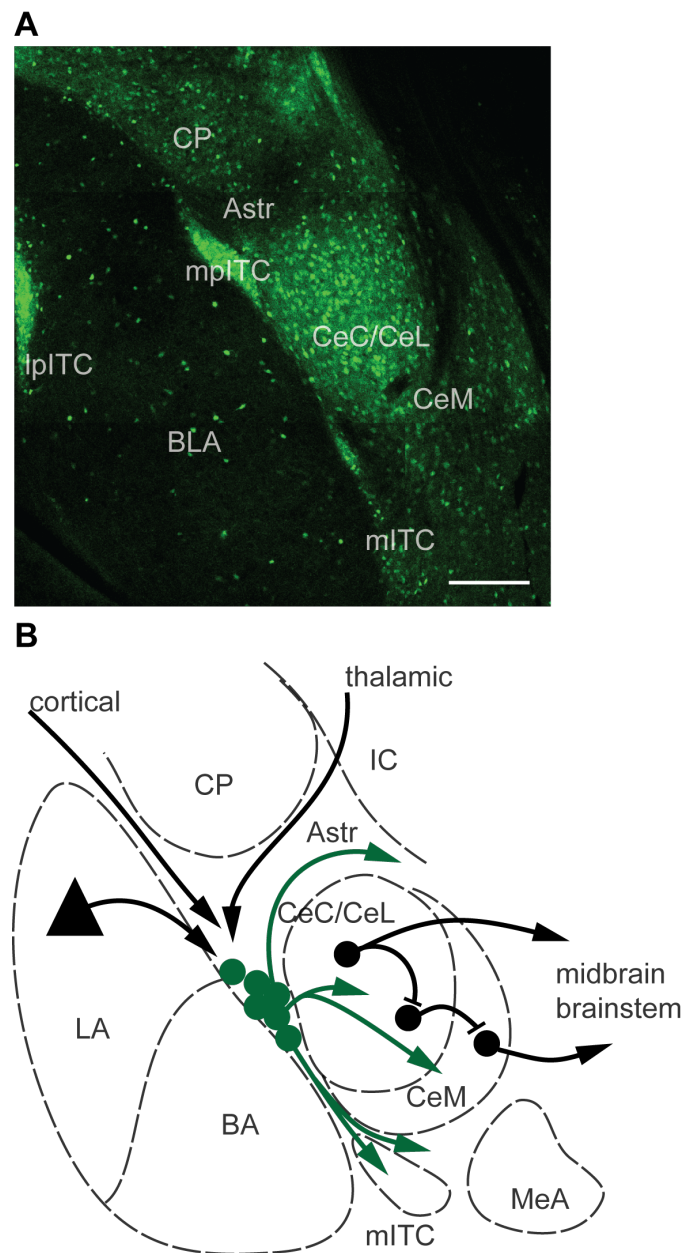 A
CP
Astr
mpITC
CeC/CeL
lpITC
CeM
BLA
mITC
B
thalamic
cortical
IC
CP
Astr
CeC/CeL
midbrain
brainstem
LA
CeM
BA
MeA
mITC